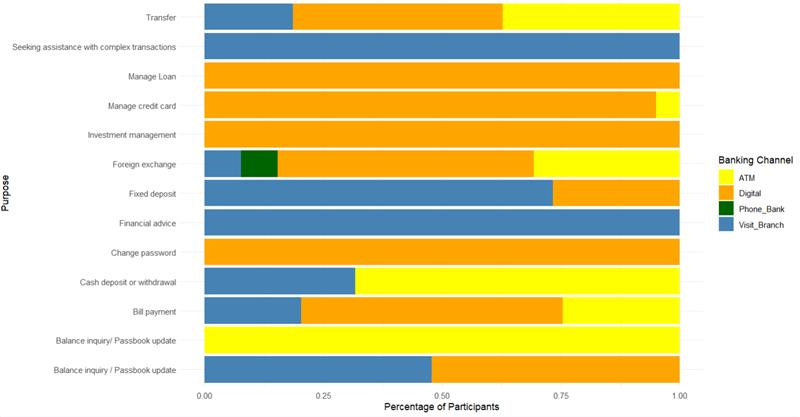 Transfer
Seeking assistance with complex transactions
Manage Loan
Manage credit card
Investment management
Foreign exchange
Fixed deposit
Financial advice
Change password
Cash deposit or withdrawal
Bill payment
Balance inquiry/ Passbook update
Balance inquiry / Passbook update
Purpose
0.00 0.25 0.50 0.75 1.00
Percentage of Participants
Banking Channel
ATM
Digital
Phone_Bank
Visit_Branch